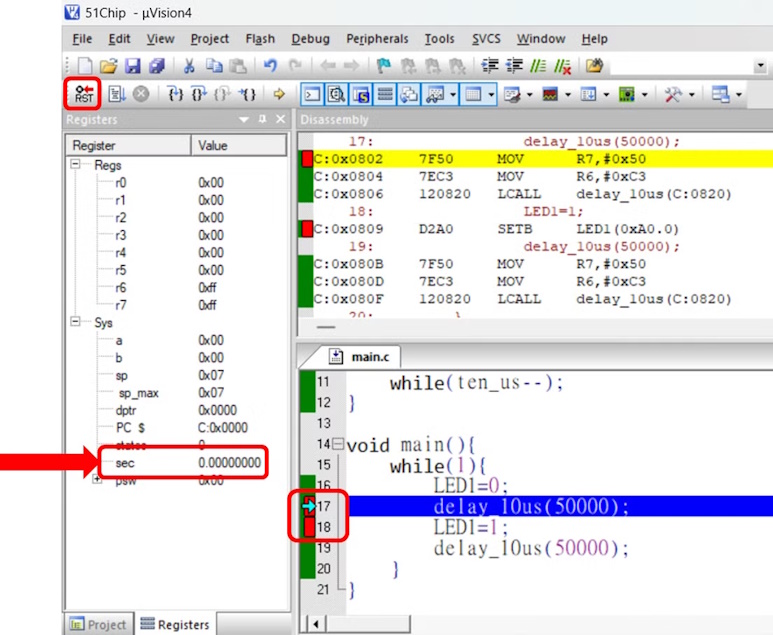 51Chip - µVision4
File Edit View Project Flash Debug Peripherals Tools SVCS Window Help
RST
Registers
Register Value
Regs
r0 0x00
r1 0x00
r2 0x00
r3 0x00
r4 0x00
r5 0x00
r6 0xff
r7 0xff
Sys
a 0x00
b 0x00
sp 0x07
sp_max 0x07
dptr 0x0000
PC $ C:0x0000
states 0
sec 0.00000000
psw 0x00
Project Registers
Disassembly
17: delay_10us(50000);
C:0x0802 7F50 MOV R7,#0x50
C:0x0804 7EC3 MOV R6,#0xC3
C:0x0806 120820 LCALL delay_10us(C:0820)
18: LED1=1;
C:0x0809 D2A0 SETB LED1(0xA0.0)
19: delay_10us(50000);
C:0x080B 7F50 MOV R7,#0x50
C:0x080D 7EC3 MOV R6,#0xC3
C:0x080F 120820 LCALL delay_10us(C:0820)
20: }
main.c
11 while(ten_us--);
12 }
13
14 void main(){
15 while(1){
16 LED1=0;
17 delay_10us(50000);
18 LED1=1;
19 delay_10us(50000);
20 }
21 }